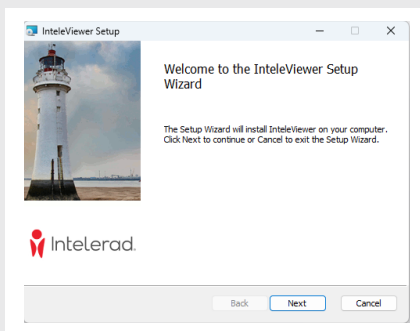 InteleViewer Setup
Welcome to the InteleViewer Setup
Wizard
The Setup Wizard will install InteleViewer on your computer.
Click Next to continue or Cancel to exit the Setup Wizard.
Intelerad.
Back Next Cancel